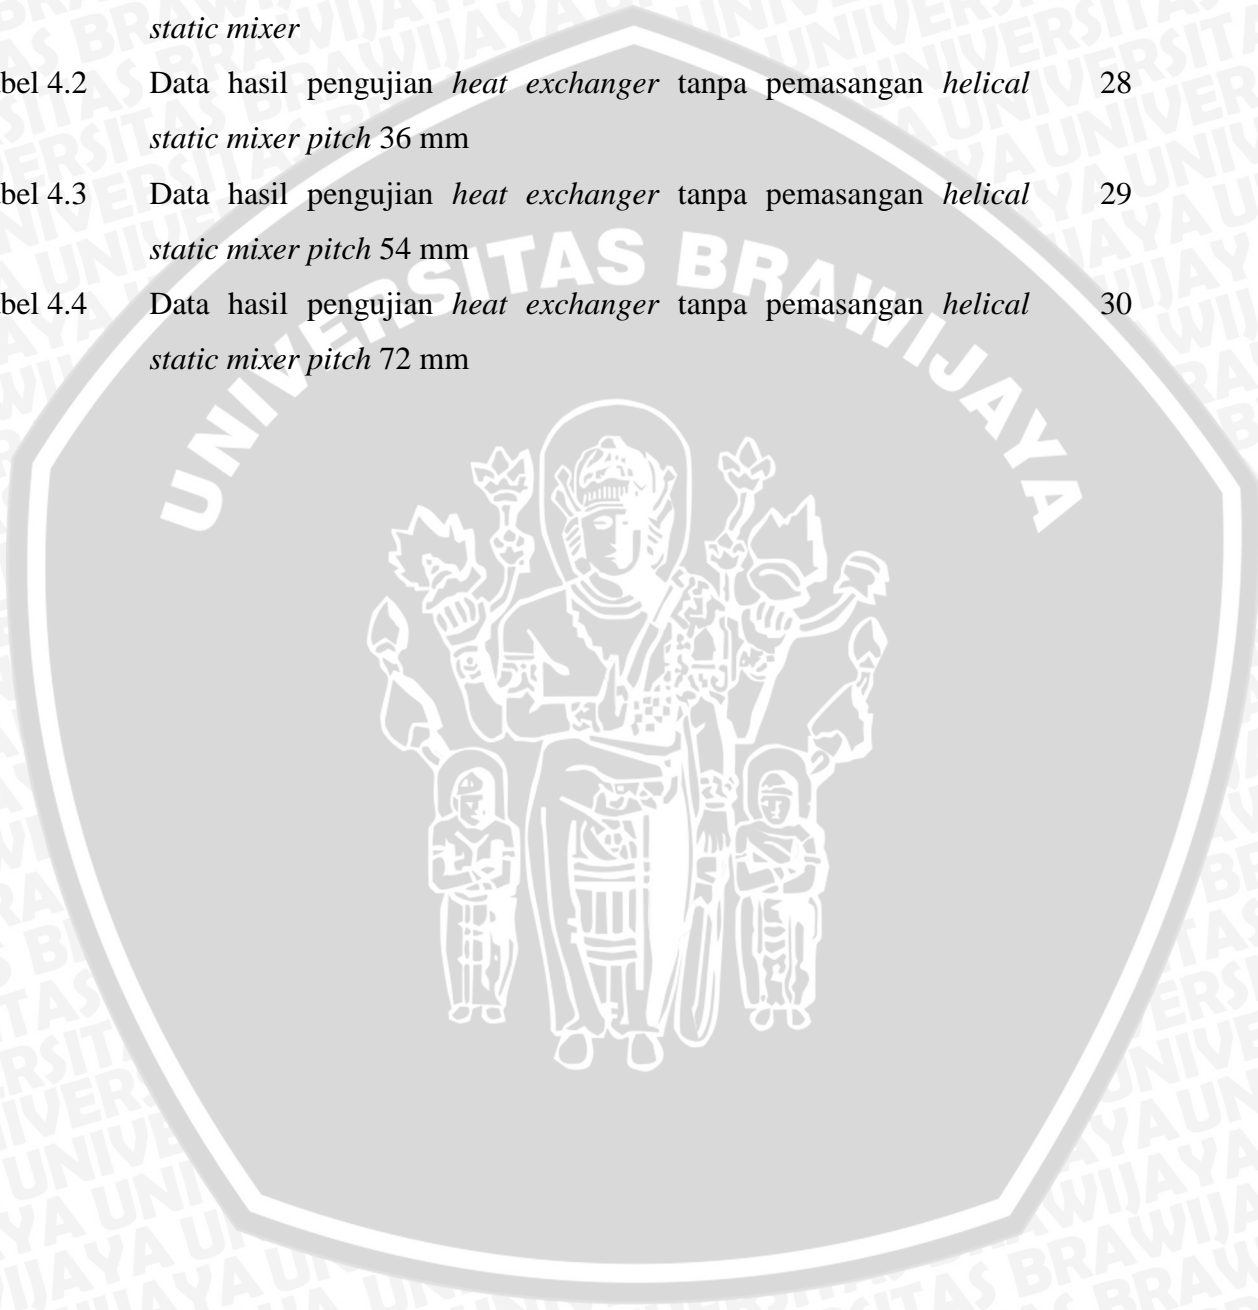 static mixer
bel 4.2 Data hasil pengujian heat exchanger tanpa pemasangan helical 28
static mixer pitch 36 mm
bel 4.3 Data hasil pengujian heat exchanger tanpa pemasangan helical 29
static mixer pitch 54 mm
bel 4.4 Data hasil pengujian heat exchanger tanpa pemasangan helical 30
static mixer pitch 72 mm
UNIVERSITAS BRAWIJAYA